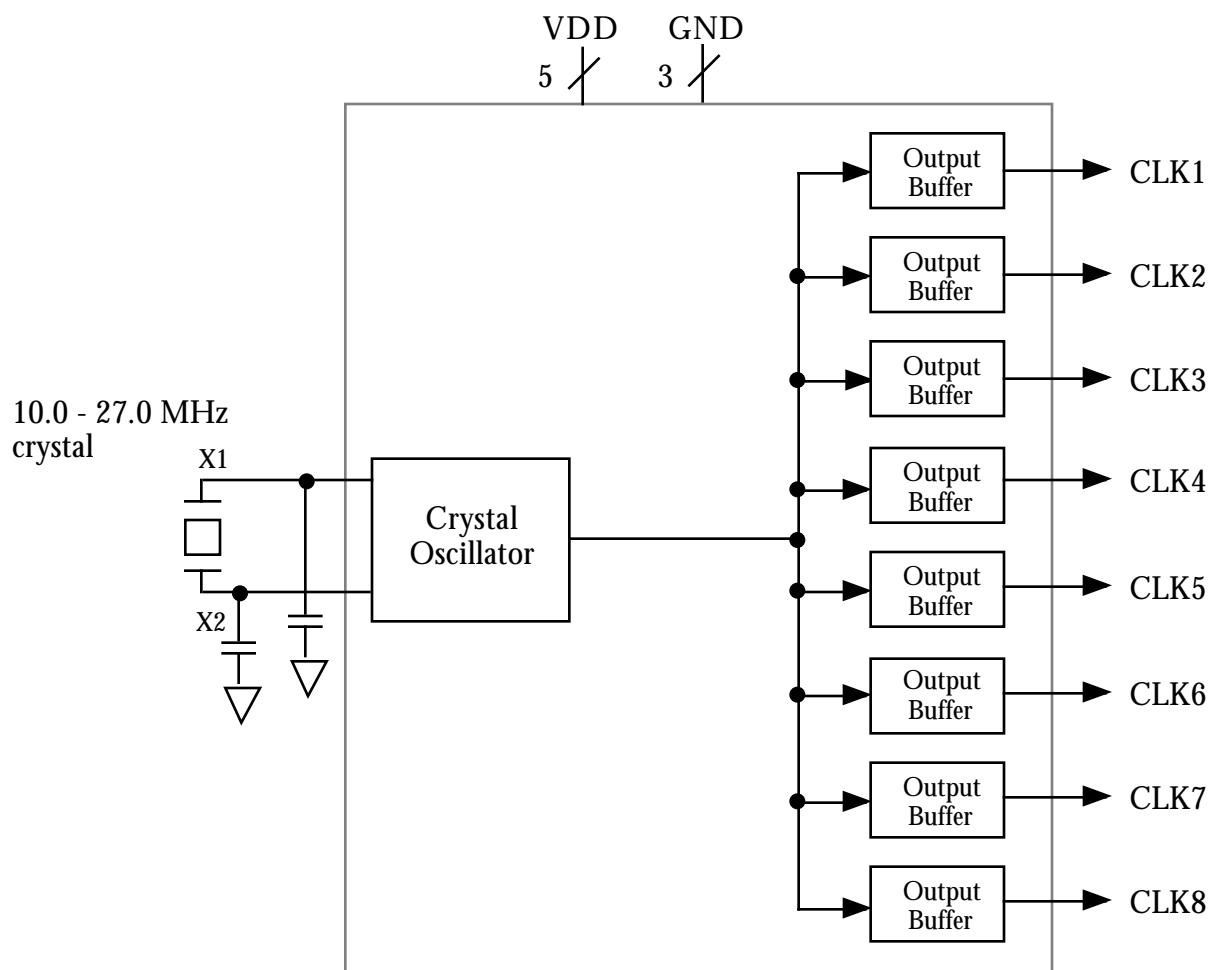 VDD GND
5 3
Output
Buffer
CLK1
Output
Buffer
CLK2
Output
Buffer
CLK3
10.0 - 27.0 MHz
crystal
X1
X2
Crystal
Oscillator
Output
Buffer
CLK4
Output
Buffer
CLK5
Output
Buffer
CLK6
Output
Buffer
CLK7
Output
Buffer
CLK8